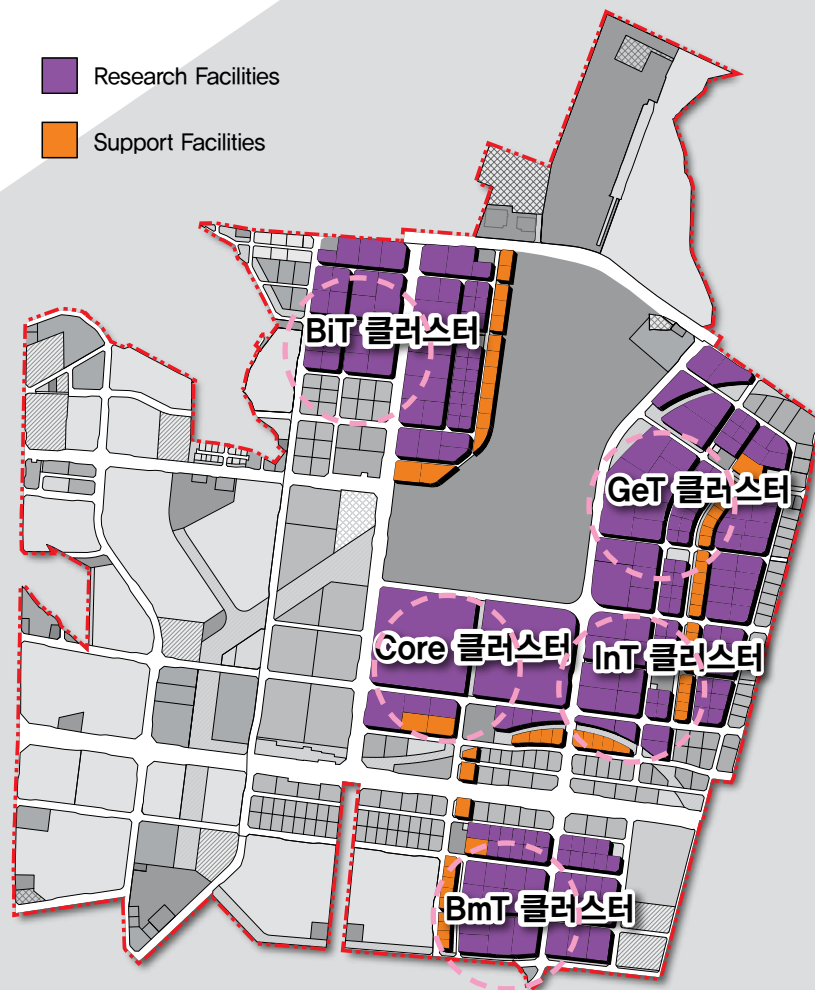 Research Facilities
Support Facilities
BiT 클러스터
GeT 클러스터
Core 클러스터
InT 클러스터
BmT 클러스터